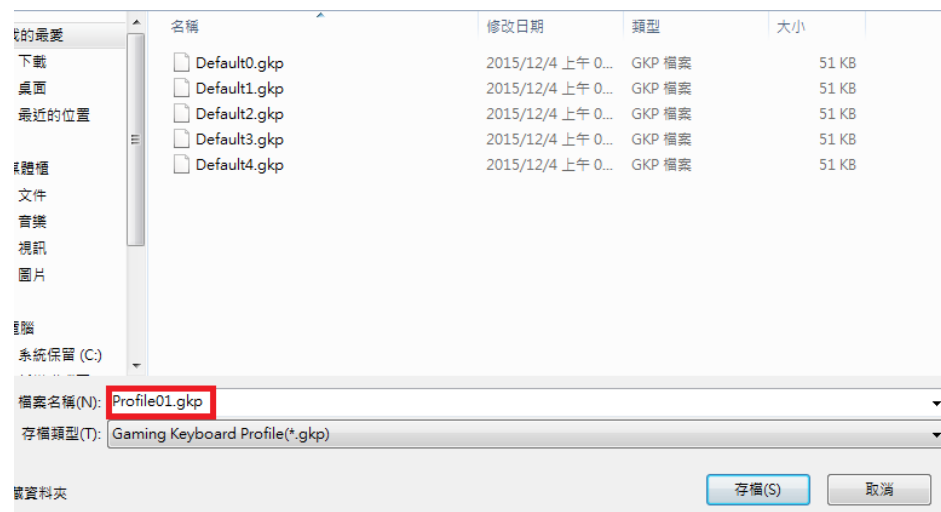 我的最愛
下載
桌面
最近的位置
媒體櫃
文件
音樂
視訊
圖片
電腦
系統保留 (C:)
名稱 修改日期 類型 大小
Default0.gkp 2015/12/4 上午 0... GKP 檔案 51 KB
Default1.gkp 2015/12/4 上午 0... GKP 檔案 51 KB
Default2.gkp 2015/12/4 上午 0... GKP 檔案 51 KB
Default3.gkp 2015/12/4 上午 0... GKP 檔案 51 KB
Default4.gkp 2015/12/4 上午 0... GKP 檔案 51 KB
檔案名稱(N): Profile01.gkp
存檔類型(T): Gaming Keyboard Profile(*.gkp)
藏資料夾 存檔(S) 取消